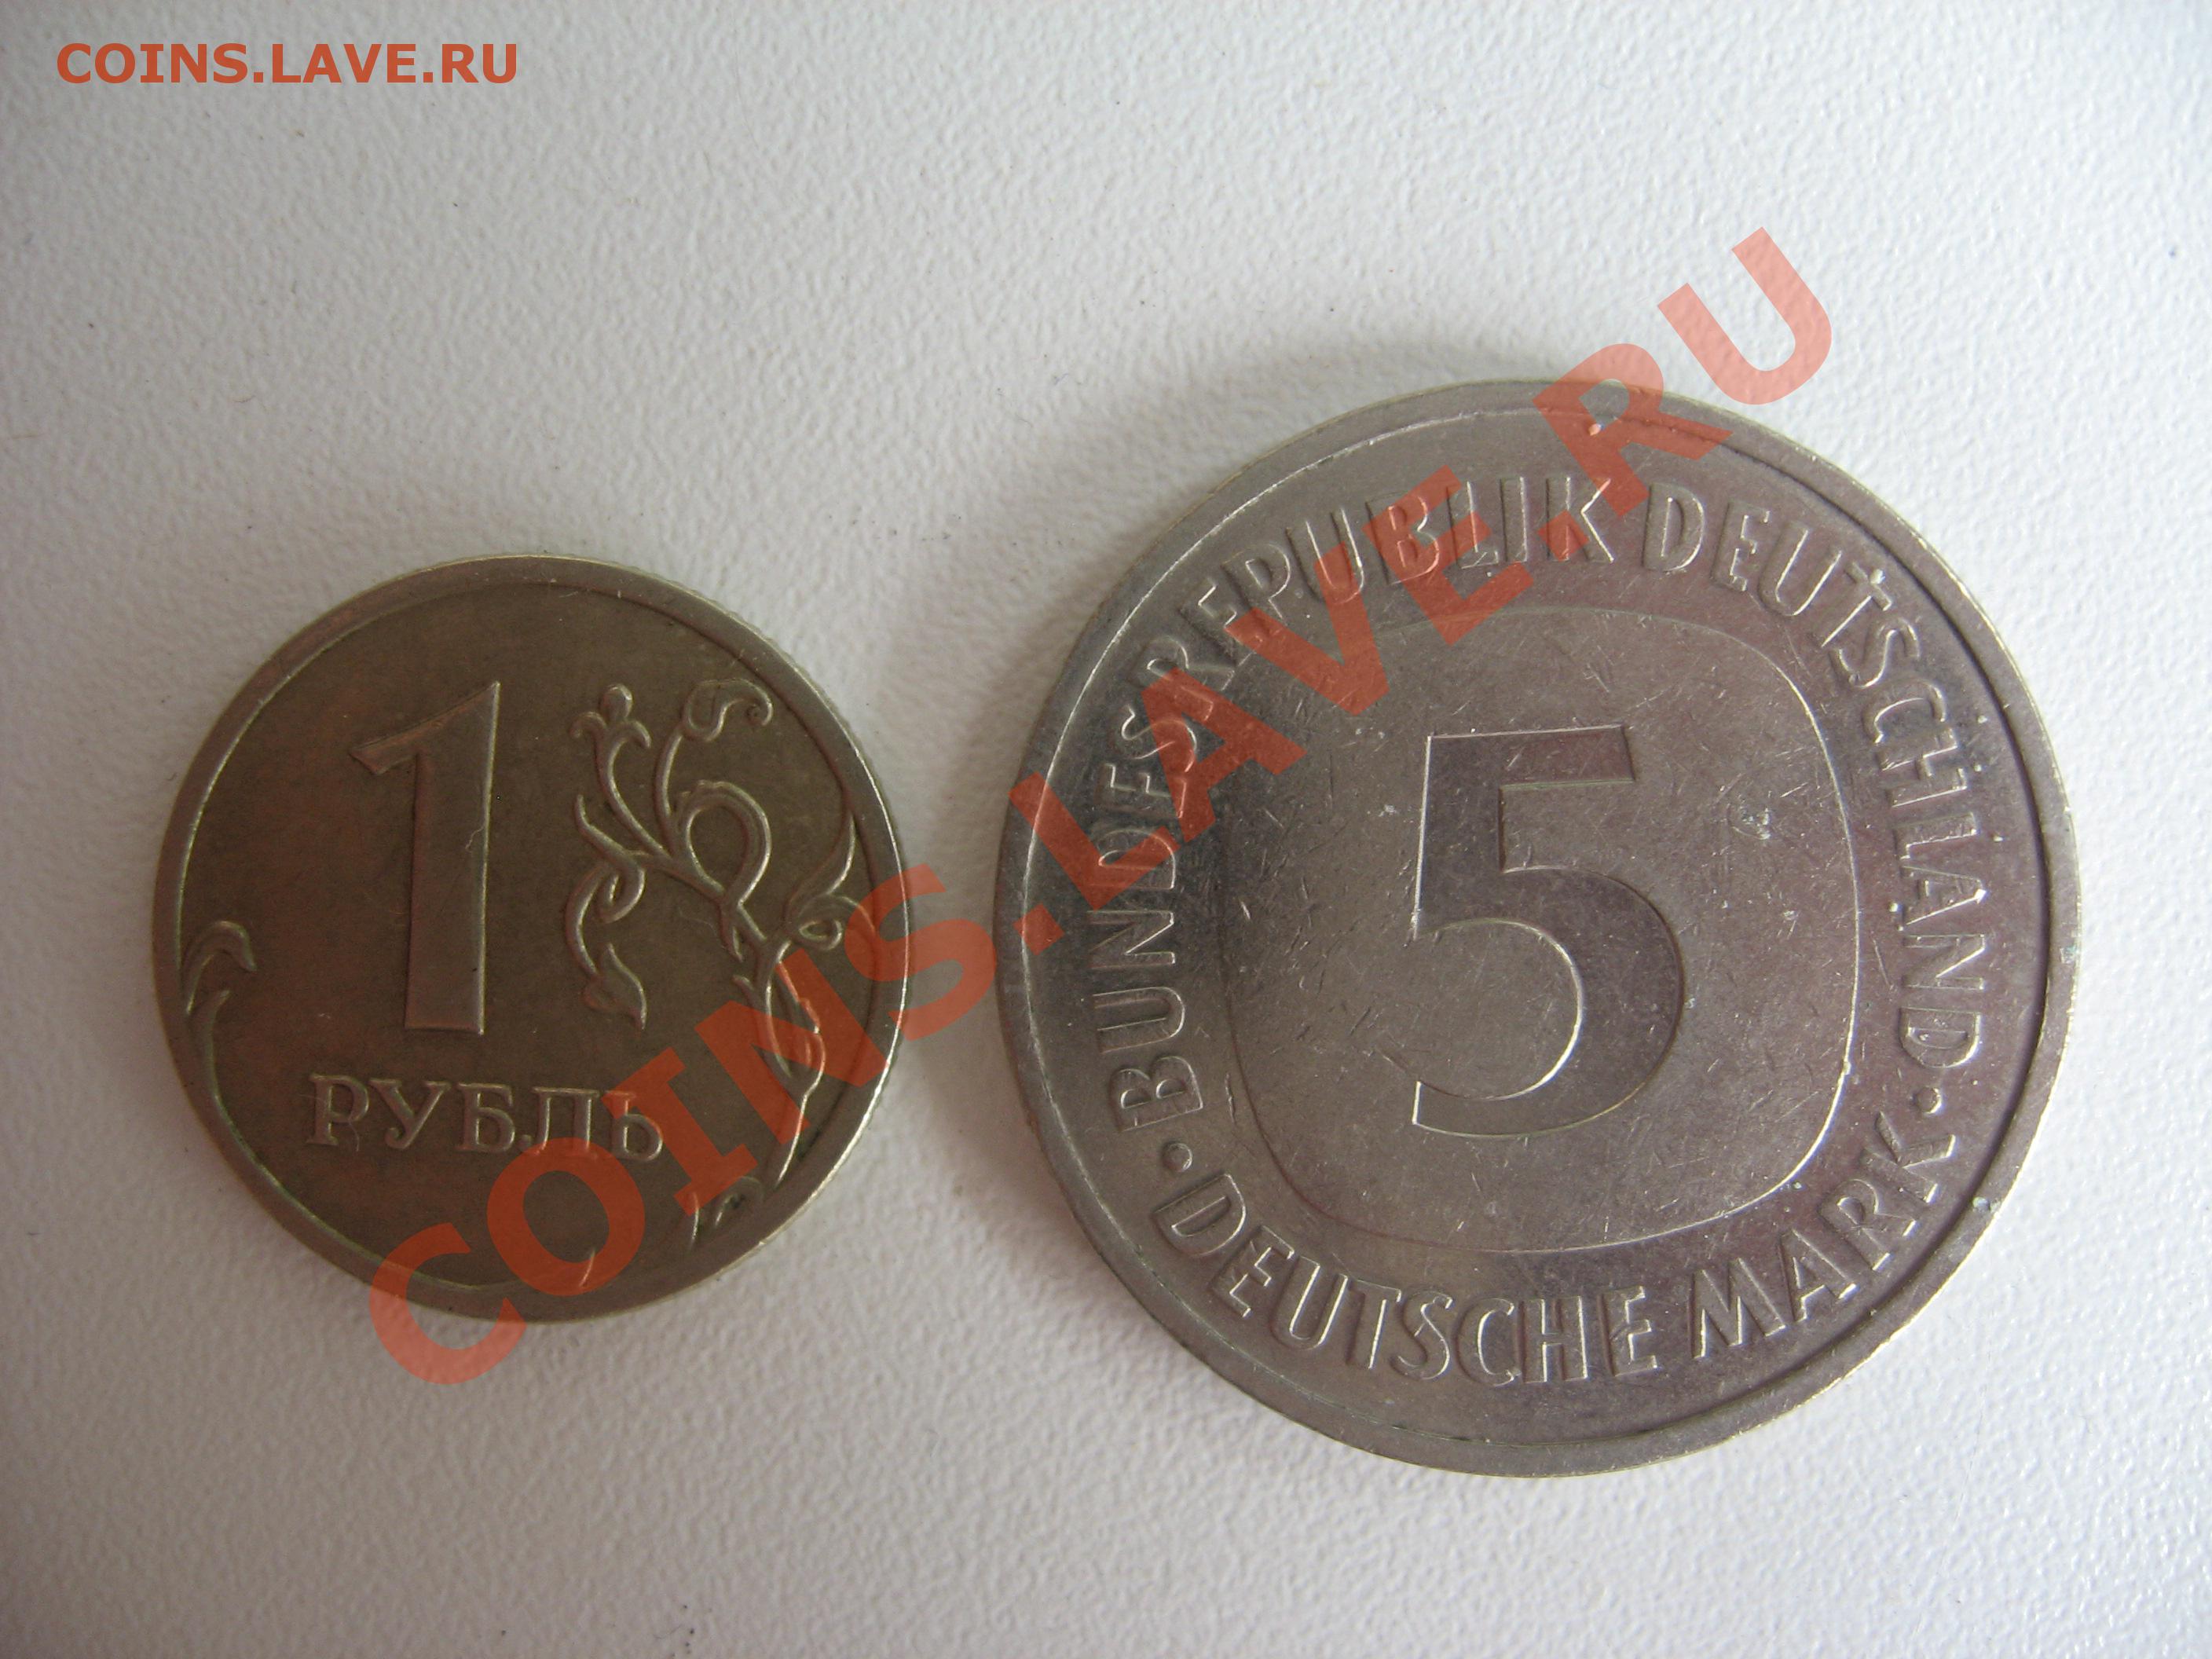 COINS.LAVE.RU
1
РУБЛЬ
· BUNDESREPUBLIK DEUTSCHLAND ·
5
DEUTSCHE MARK
COINS.LAVE.RU